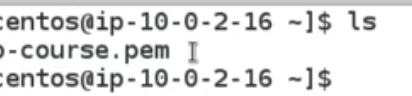 centos@ip-10-0-2-16 ~]$ ls
o-course.pem
centos@ip-10-0-2-16 ~]$